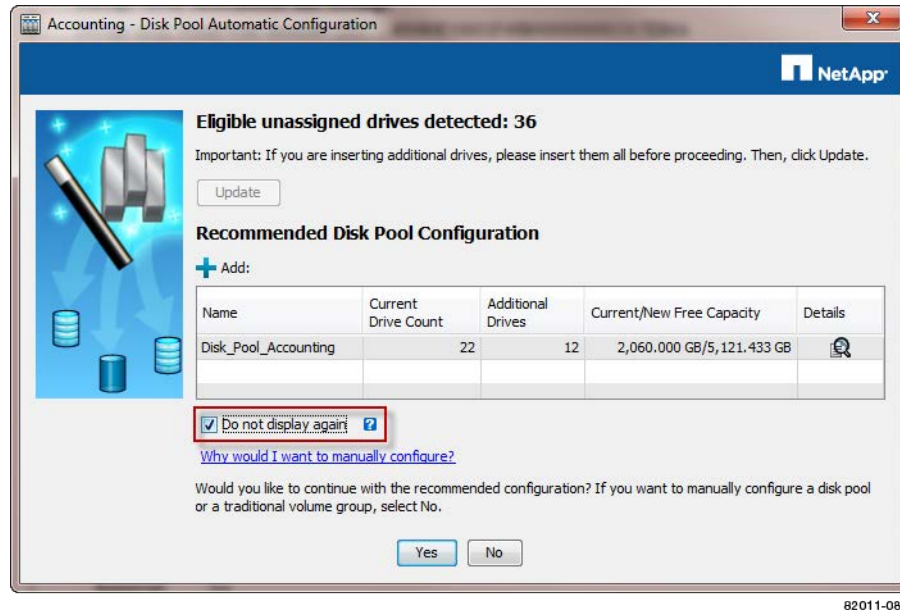 Accounting - Disk Pool Automatic Configuration
NetApp
Eligible unassigned drives detected: 36
Important: If you are inserting additional drives, please insert them all before proceeding. Then, click Update.
Update
Recommended Disk Pool Configuration
Add:
Name Current Drive Count Additional Drives Current/New Free Capacity Details
Disk_Pool_Accounting 22 12 2,060.000 GB/5,121.433 GB
Do not display again
Why would I want to manually configure?
Would you like to continue with the recommended configuration? If you want to manually configure a disk pool
or a traditional volume group, select No.
Yes No
82011-08